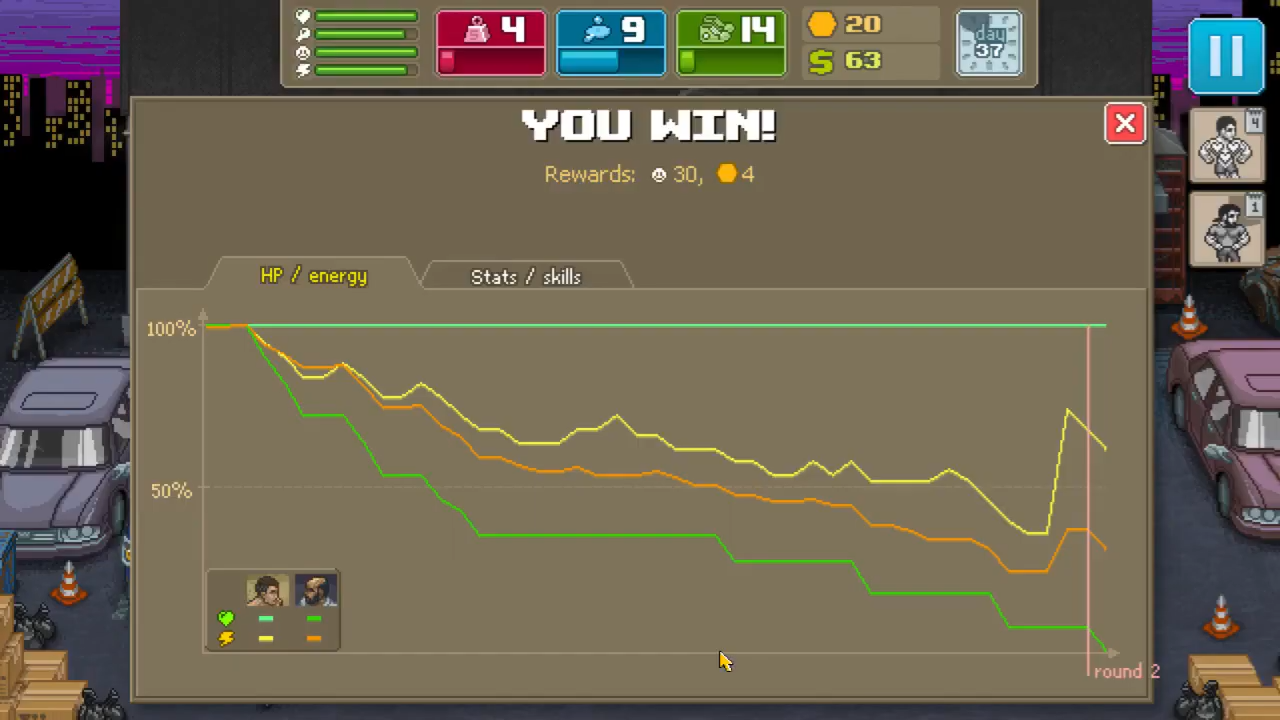 4
9
14
20
$ 63
day
37
YOU WIN!
Rewards: 30, 4
4
1
HP / energy
Stats / skills
100%
50%
round 2